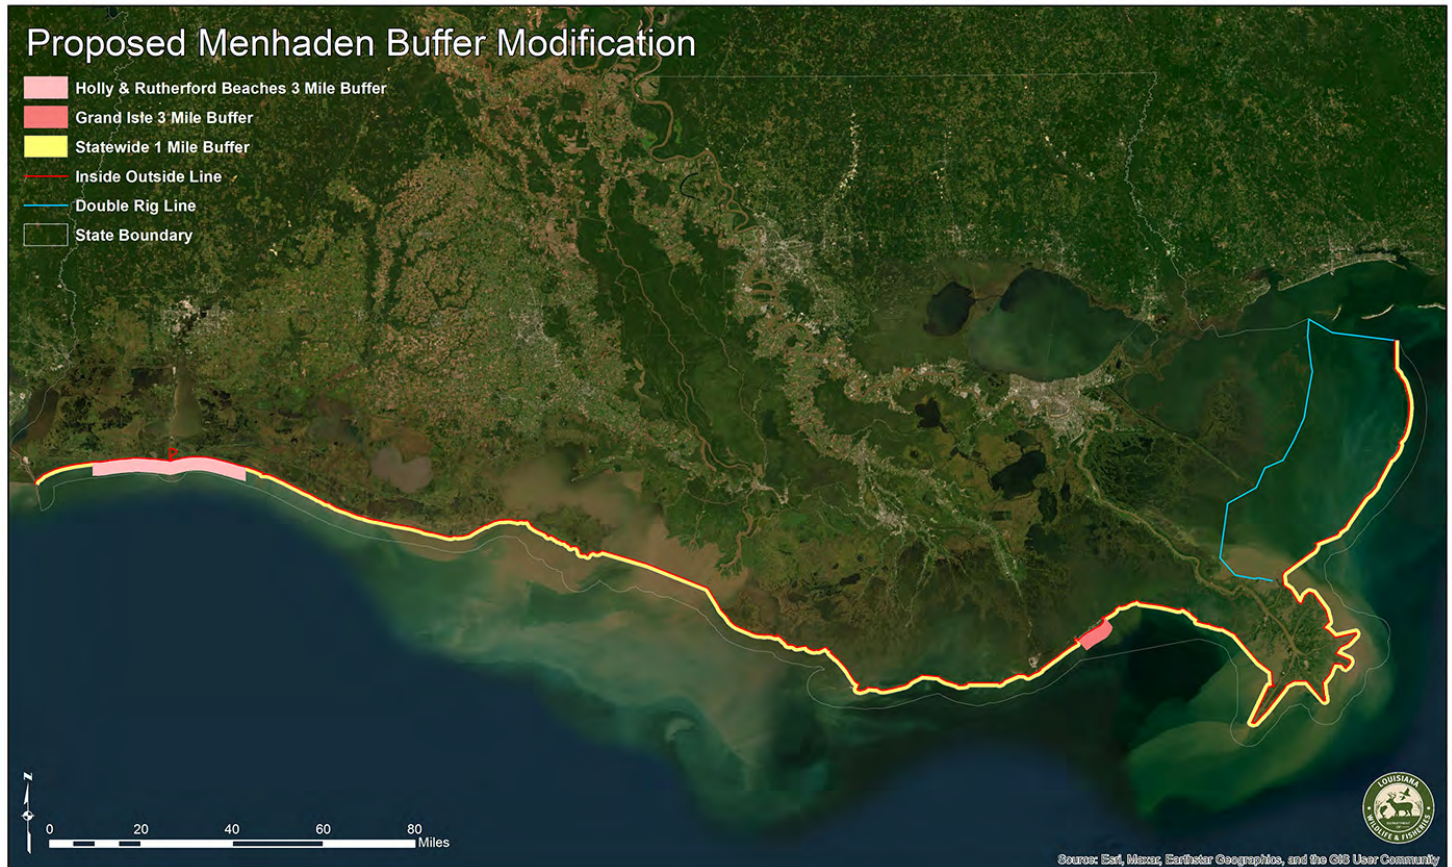 Proposed Menhaden Buffer Modification
Holly & Rutherford Beaches 3 Mile Buffer
Grand Isle 3 Mile Buffer
Statewide 1 Mile Buffer
Inside Outside Line
Double Rig Line
State Boundary
N
0 20 40 60 80
Miles
LOUISIANA
DEPARTMENT OF
WILDLIFE & FISHERIES
Source: Esri, Maxar, Earthstar Geographics, and the GIS User Community